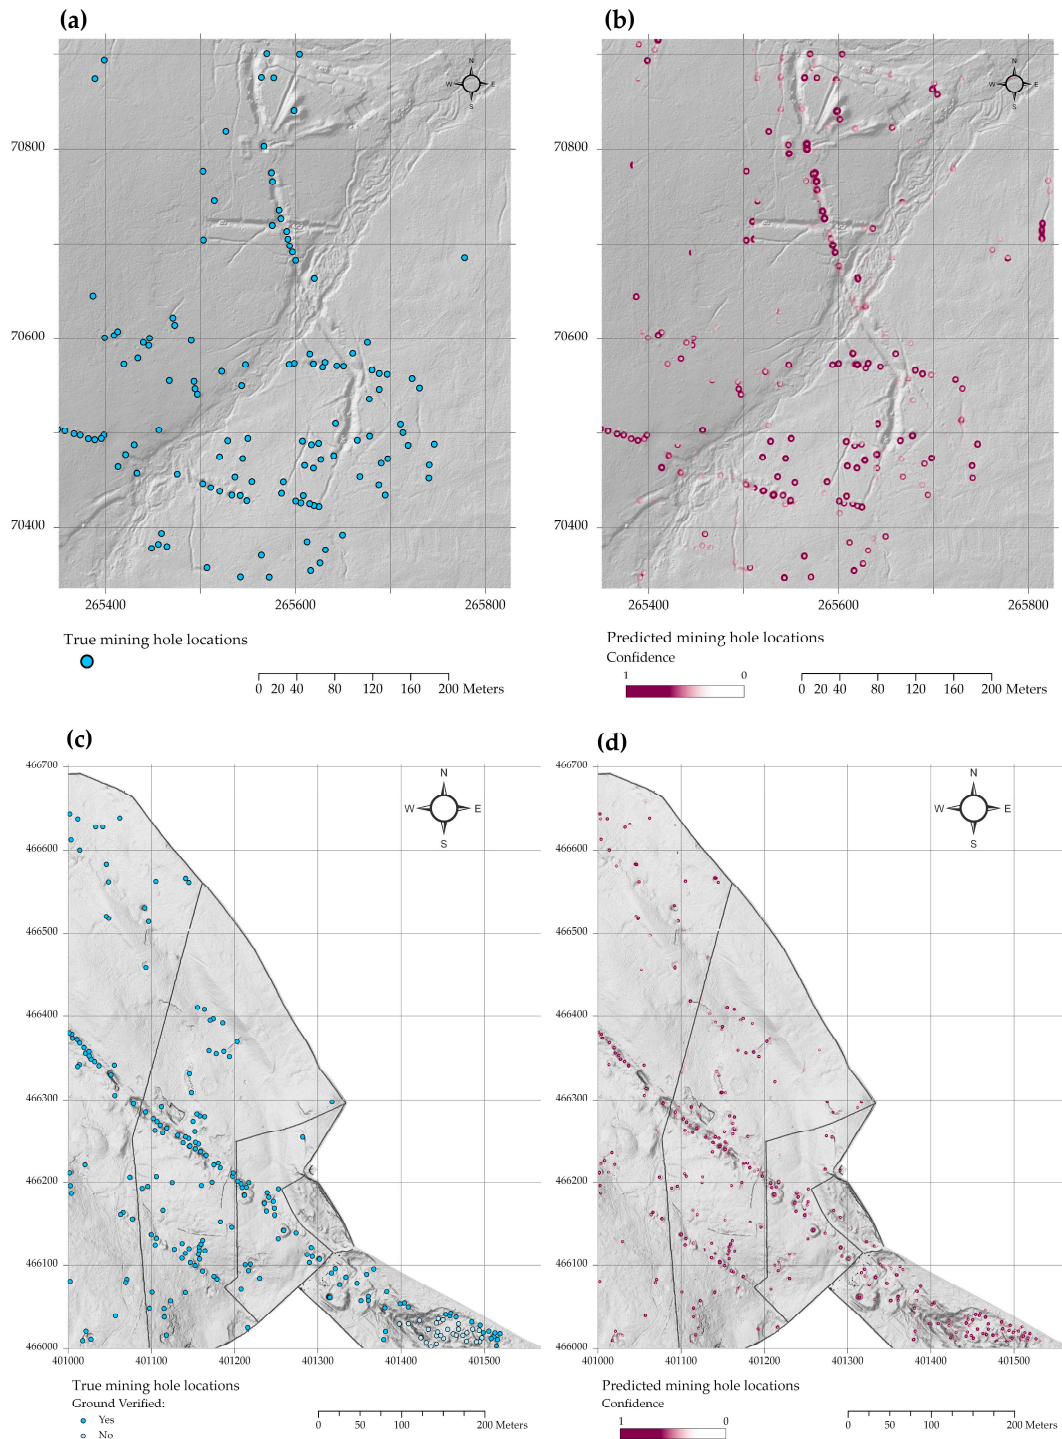 (a)
N
W E
S
70800
70600
70400
265400 265600 265800
True mining hole locations
0 20 40 80 120 160 200 Meters
(b)
N
W E
S
70800
70600
70400
265400 265600 265800
Predicted mining hole locations
Confidence
1 0
0 20 40 80 120 160 200 Meters
(c)
466700
N
W E
S
466600
466500
466400
466300
466200
466100
466000
401000 401100 401200 401300 401400 401500
True mining hole locations
Ground Verified:
Yes
No
0 50 100 200 Meters
(d)
466700
N
W E
S
466600
466500
466400
466300
466200
466100
466000
401000 401100 401200 401300 401400 401500
Predicted mining hole locations
Confidence
1 0
0 50 100 200 Meters